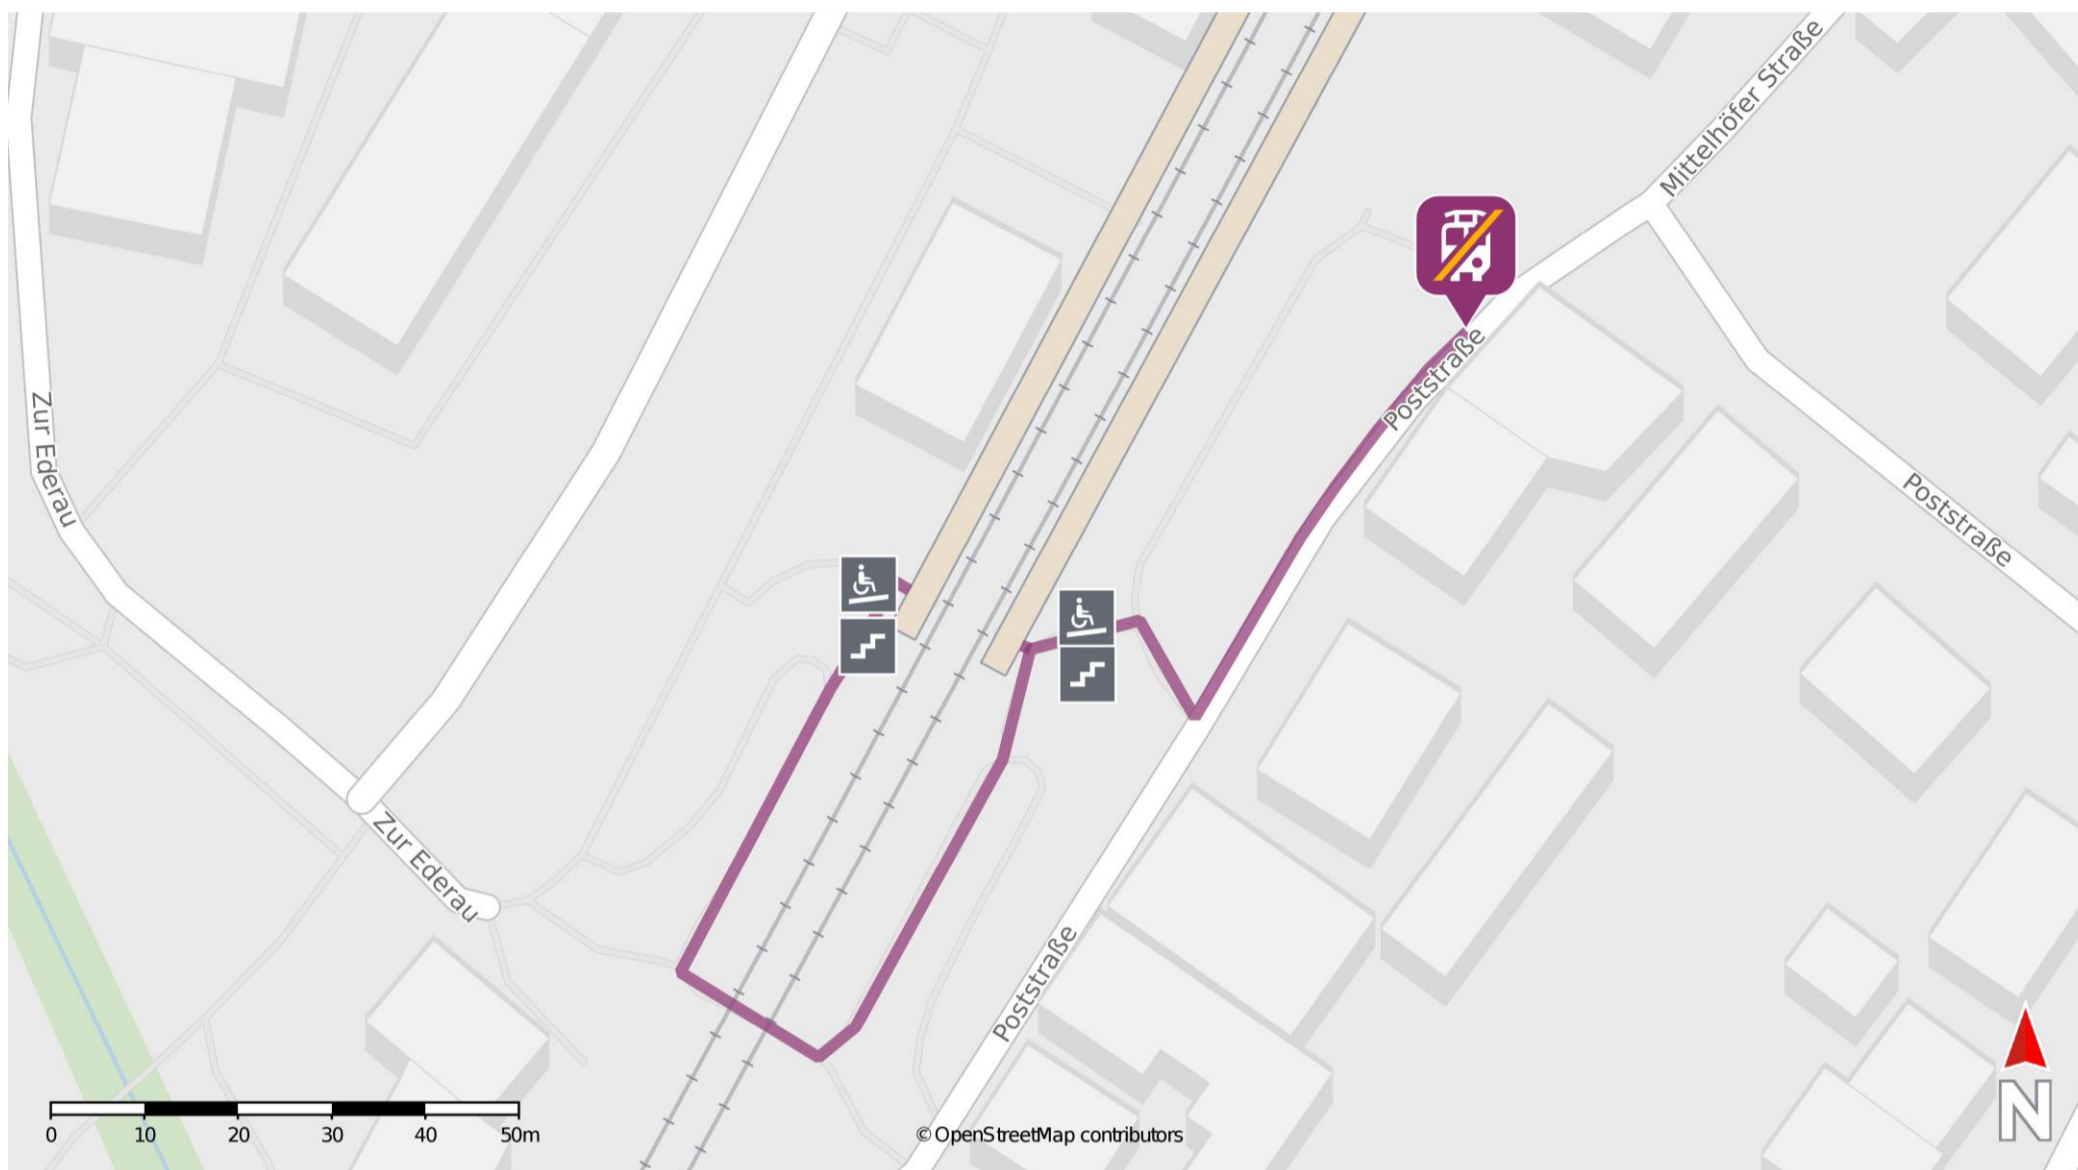 Mittelhöfer Straße
Poststraße
Zur Ederau
Poststraße
Zur Ederau
Poststraße
0 10 20 30 40 50m
© OpenStreetMap contributors
N